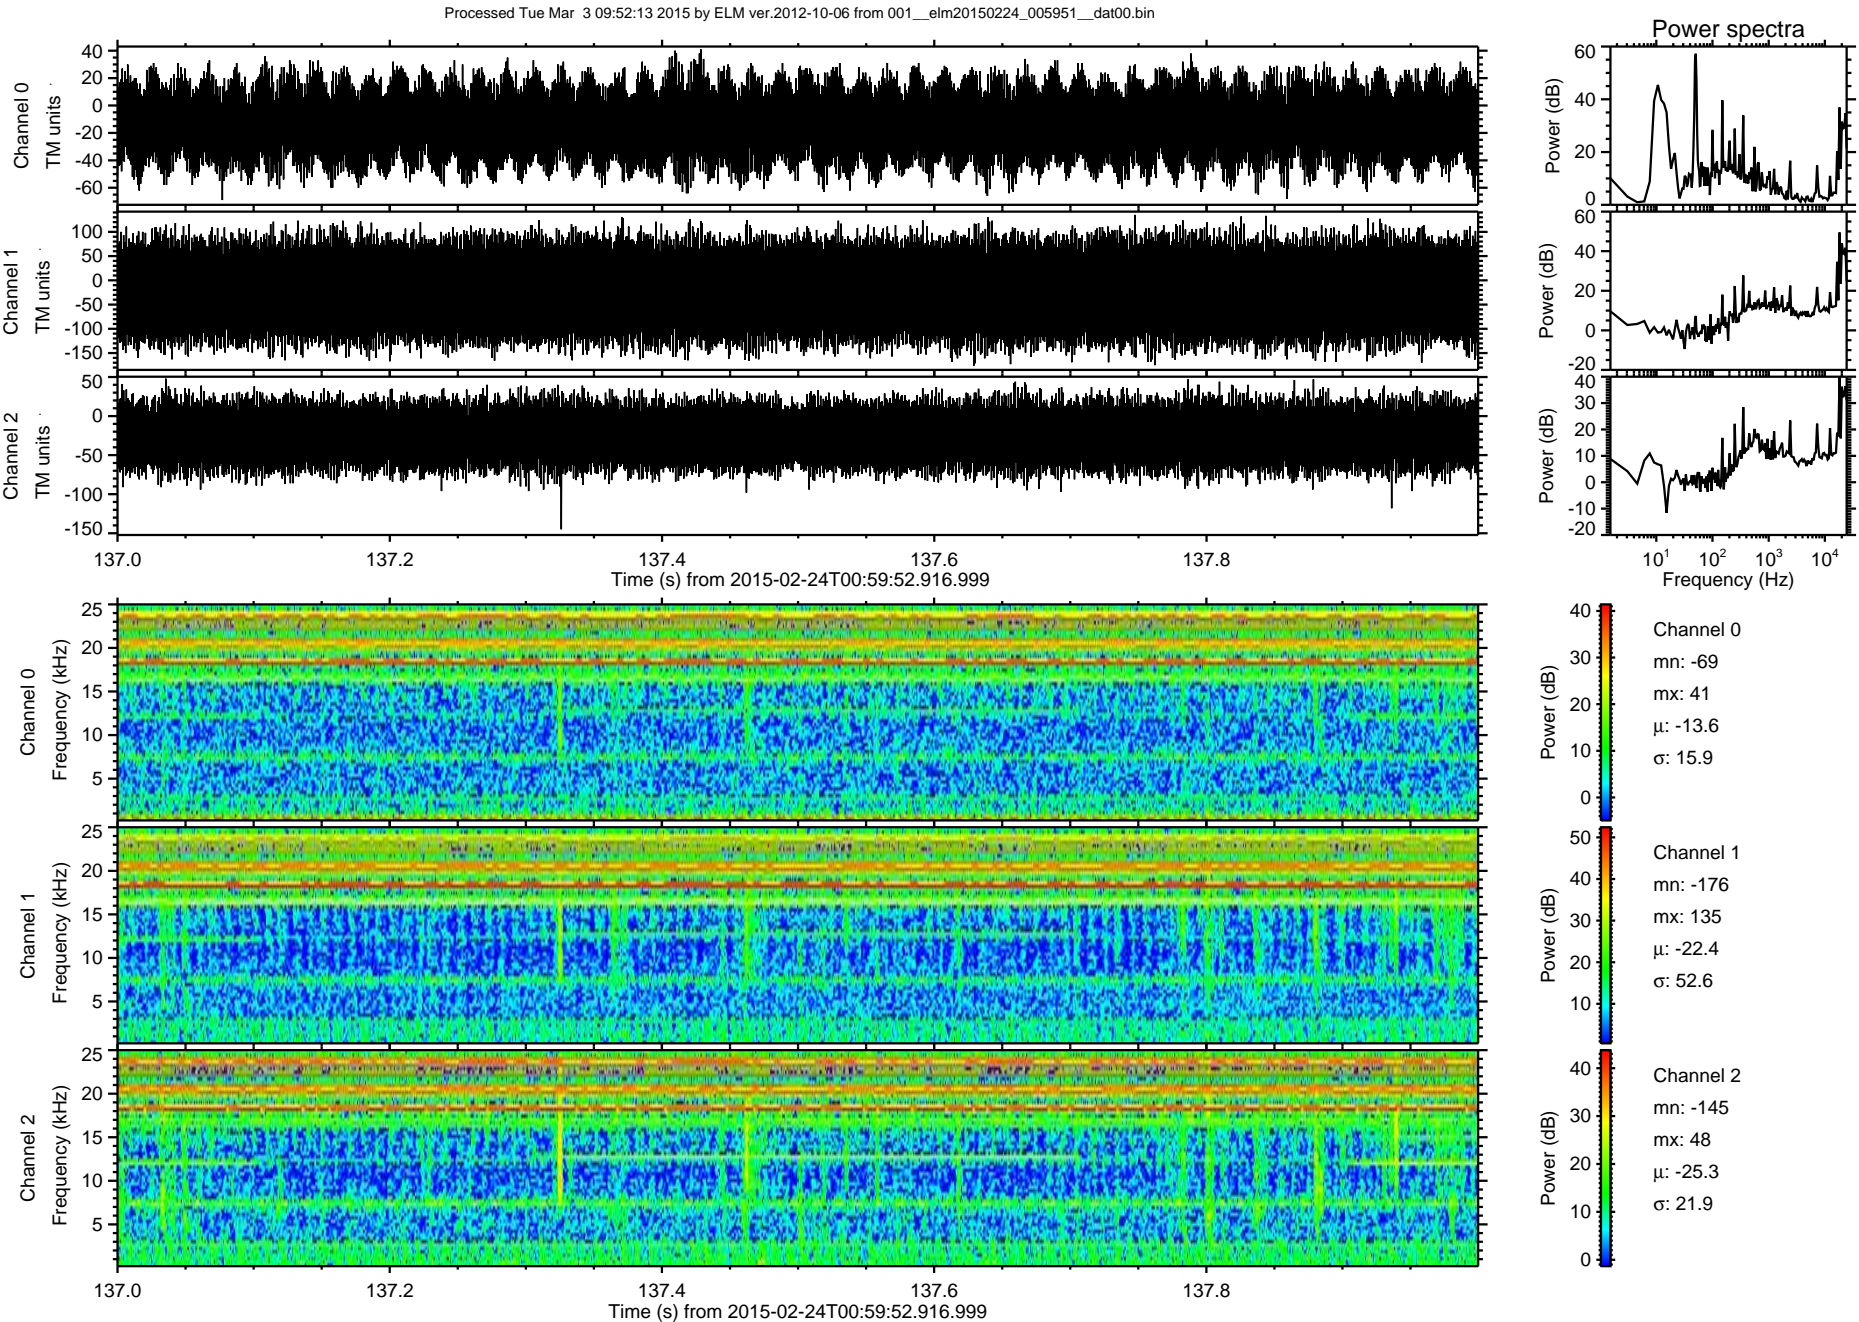 Processed Tue Mar  3 09:52:13 2015 by ELM ver.2012-10-06 from 001__elm20150224_005951__dat00.bin
Power spectra
Channel 0
TM units
40
20
0
-20
-40
-60
Power (dB)
60
40
20
0
Channel 1
TM units
100
50
0
-50
-100
-150
Power (dB)
60
40
20
0
-20
Channel 2
TM units
50
0
-50
-100
-150
Power (dB)
40
30
20
10
0
-10
-20
137.0 137.2 137.4 137.6 137.8
Time (s) from 2015-02-24T00:59:52.916.999
10^1 10^2 10^3 10^4
Frequency (Hz)
Channel 0
Frequency (kHz)
25
20
15
10
5
Power (dB)
40
30
20
10
0
Channel 0
mn: -69
mx: 41
μ: -13.6
σ: 15.9
Channel 1
Frequency (kHz)
25
20
15
10
5
Power (dB)
50
40
30
20
10
Channel 1
mn: -176
mx: 135
μ: -22.4
σ: 52.6
Channel 2
Frequency (kHz)
25
20
15
10
5
Power (dB)
40
30
20
10
0
Channel 2
mn: -145
mx: 48
μ: -25.3
σ: 21.9
137.0 137.2 137.4 137.6 137.8
Time (s) from 2015-02-24T00:59:52.916.999